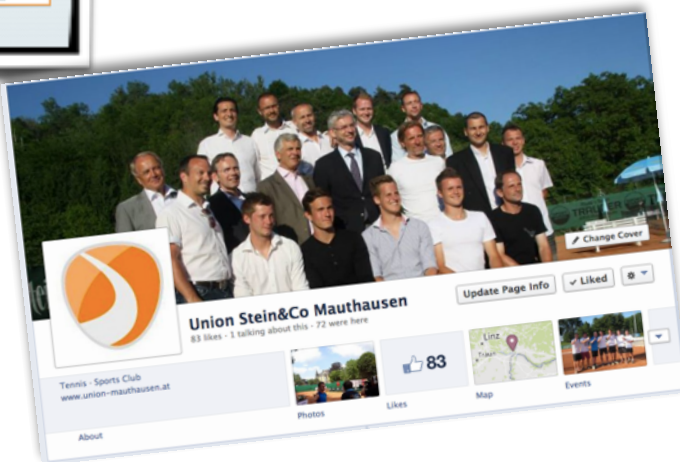 Change Cover
Union Stein&Co Mauthausen
83 likes · 1 talking about this · 72 were here
Update Page Info
Liked
Tennis · Sports Club
www.union-mauthausen.at
About
Photos
83
Likes
Linz
Map
Events